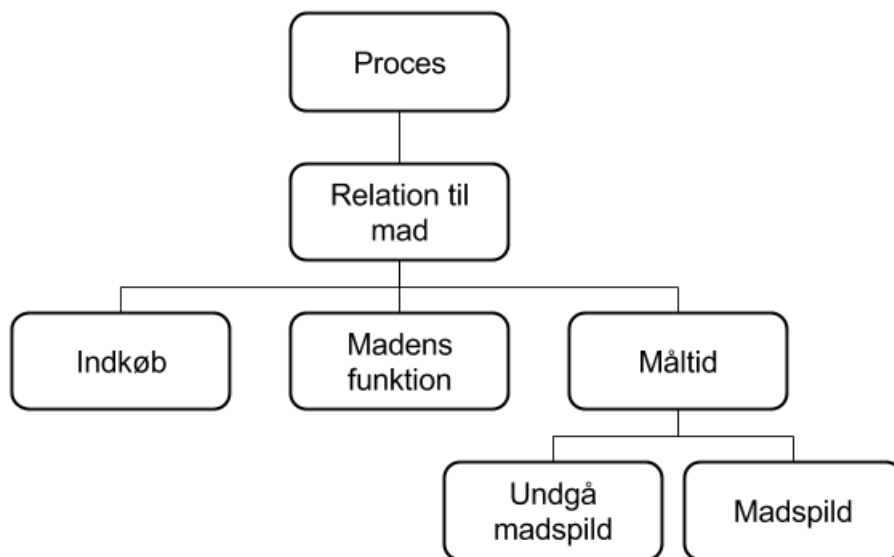 Proces
Relation til
mad
Indkøb
Madens
funktion
Måltid
Undgå
madspild
Madspild